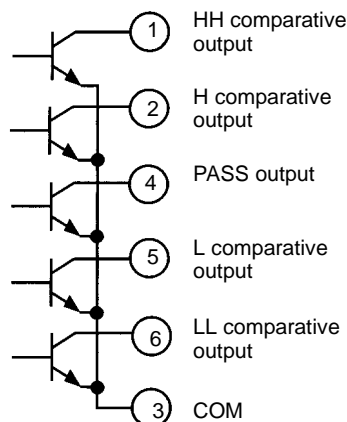 1 HH comparative
output
2 H comparative
output
4 PASS output
5 L comparative
output
6 LL comparative
output
3 COM